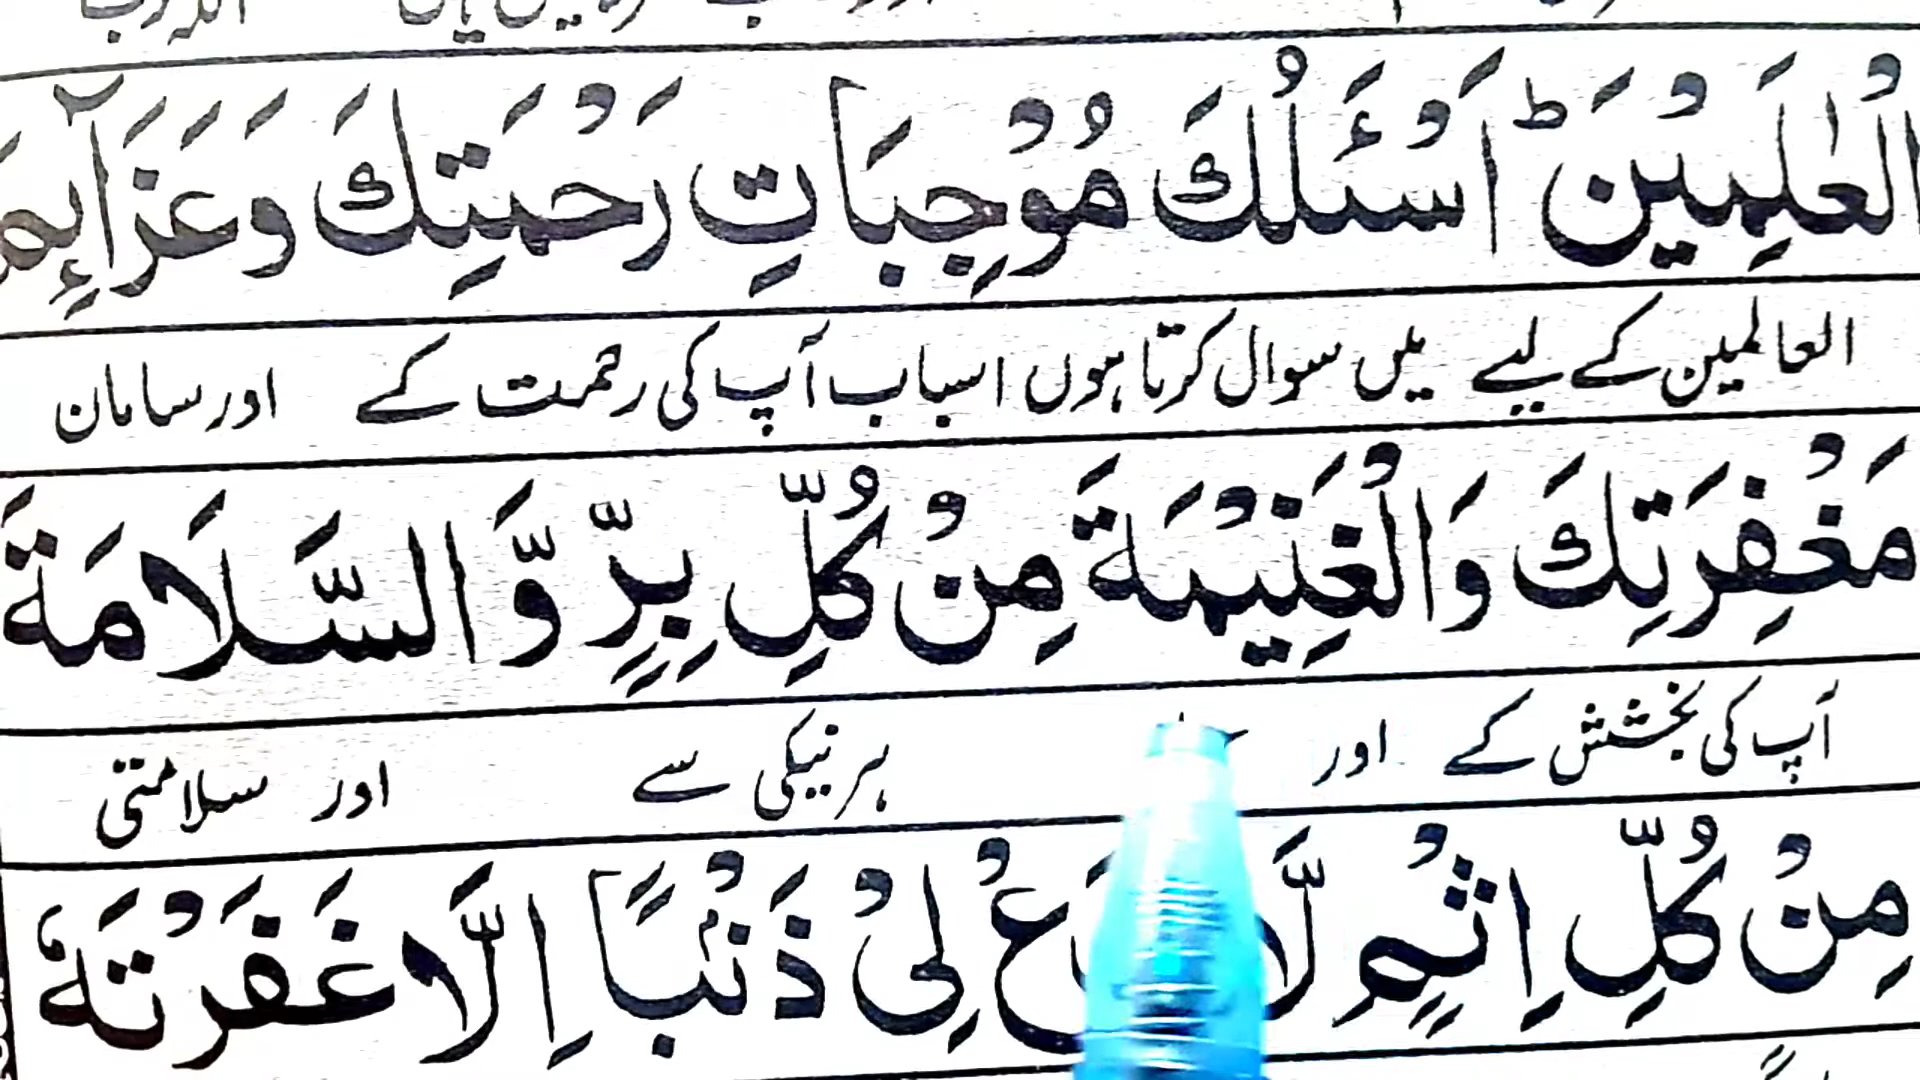 الْعٰلَمِيْنَ ؕ اَسْئَلُكَ مُوْجِبَاتِ رَحْمَتِكَ وَعَزَآئِمَ
العالمین کے لیے میں سوال کرتا ہوں اسباب آپ کی رحمت کے اور سامان
مَغْفِرَتِكَ وَالْغَنِيْمَةَ مِنْ كُلِّ بِرٍّ وَّالسَّلَامَةَ
آپ کی بخشش کے اور ہر نیکی سے اور سلامتی
مِنْ كُلِّ اِثْمٍ لَّا لِیْ ذَنْۢبًا اِلَّا غَفَرْتَهٗ